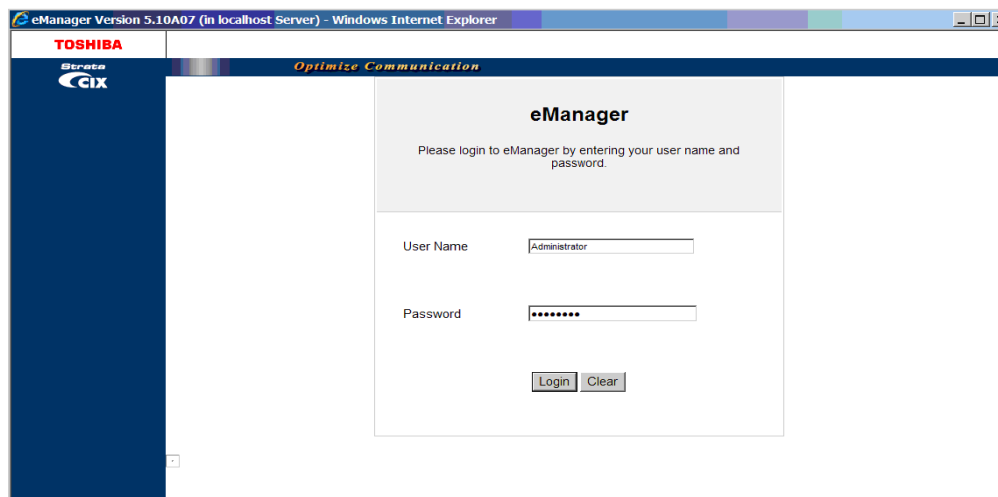 eManager Version 5.10A07 (in localhost Server) - Windows Internet Explorer
TOSHIBA
Strata
CIX
Optimize Communication
eManager
Please login to eManager by entering your user name and
password.
User Name
Administrator
Password
••••••••
Login
Clear